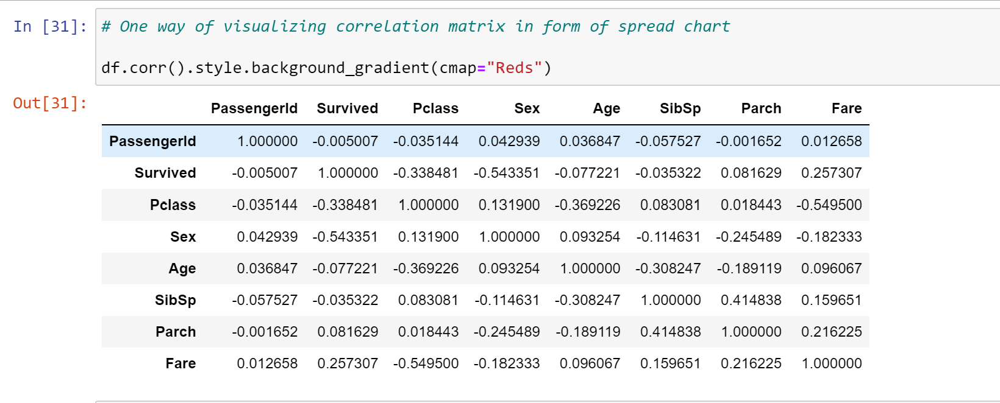 In [31]: # One way of visualizing correlation matrix in form of spread chart
df.corr().style.background_gradient(cmap="Reds")
Out[31]:
PassengerId Survived Pclass Sex Age SibSp Parch Fare
PassengerId 1.000000 -0.005007 -0.035144 0.042939 0.036847 -0.057527 -0.001652 0.012658
Survived -0.005007 1.000000 -0.338481 -0.543351 -0.077221 -0.035322 0.081629 0.257307
Pclass -0.035144 -0.338481 1.000000 0.131900 -0.369226 0.083081 0.018443 -0.549500
Sex 0.042939 -0.543351 0.131900 1.000000 0.093254 -0.114631 -0.245489 -0.182333
Age 0.036847 -0.077221 -0.369226 0.093254 1.000000 -0.308247 -0.189119 0.096067
SibSp -0.057527 -0.035322 0.083081 -0.114631 -0.308247 1.000000 0.414838 0.159651
Parch -0.001652 0.081629 0.018443 -0.245489 -0.189119 0.414838 1.000000 0.216225
Fare 0.012658 0.257307 -0.549500 -0.182333 0.096067 0.159651 0.216225 1.000000